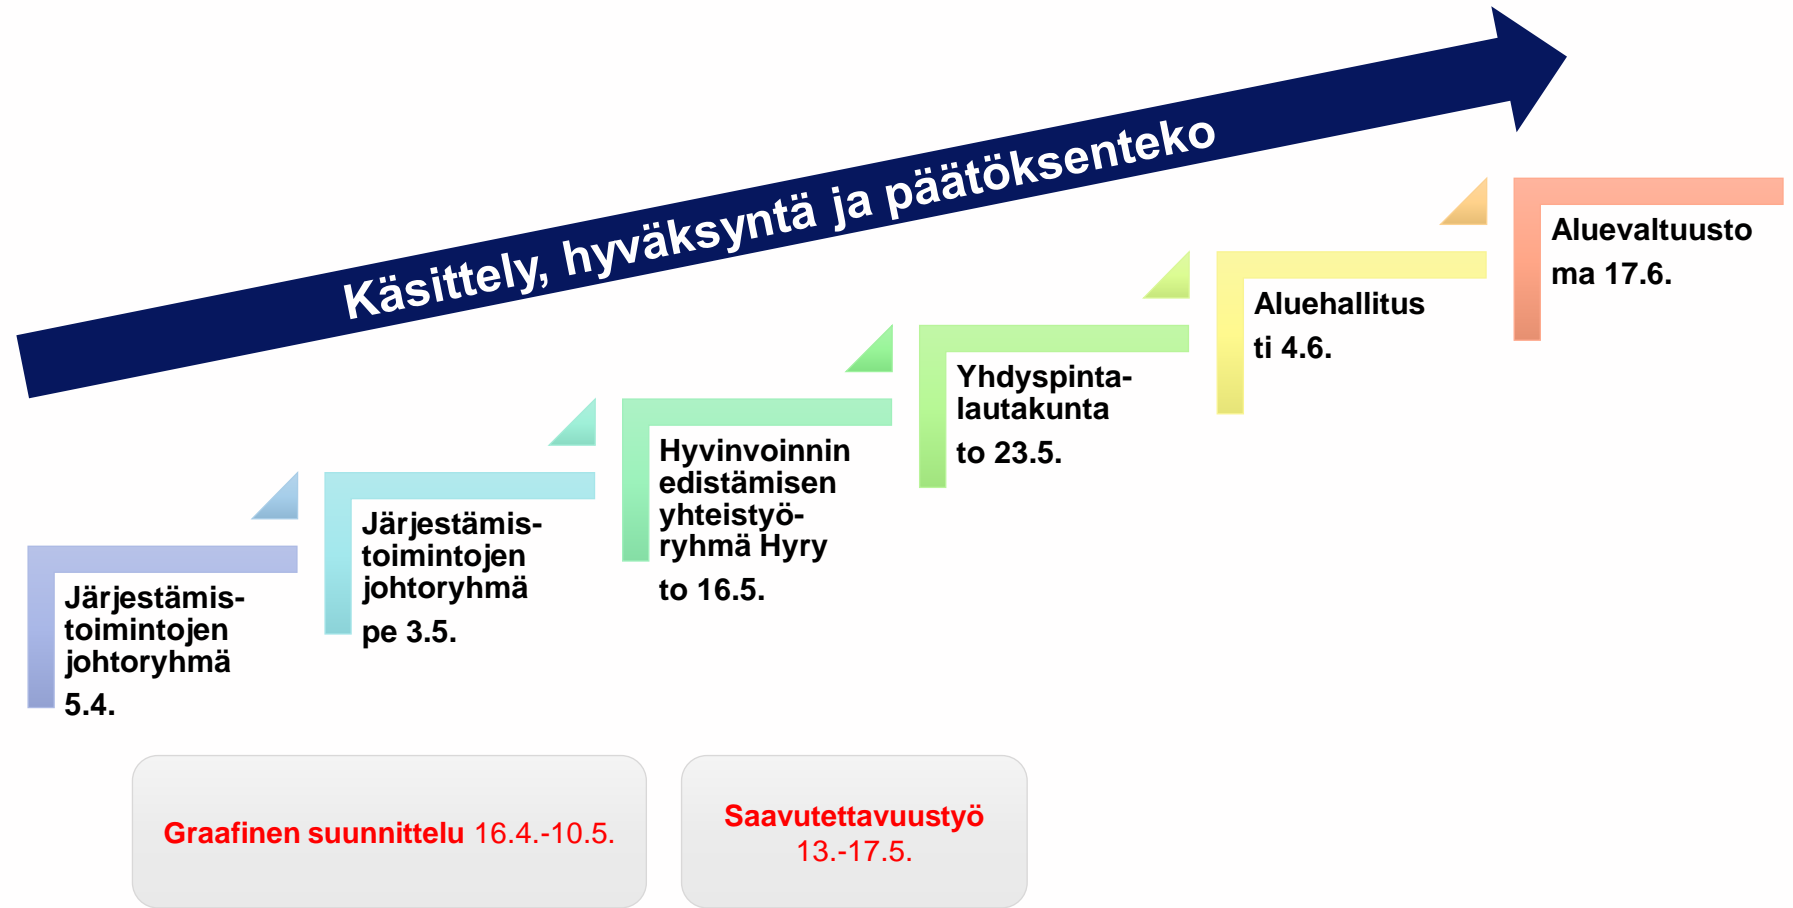 Käsittely, hyväksyntä ja päätöksenteko
Järjestämis-
toimintojen
johtoryhmä
5.4.
Järjestämis-
toimintojen
johtoryhmä
pe 3.5.
Hyvinvoinnin
edistämisen
yhteistyö-
ryhmä Hyry
to 16.5.
Yhdyspinta-
lautakunta
to 23.5.
Aluehallitus
ti 4.6.
Aluevaltuusto
ma 17.6.
Graafinen suunnittelu 16.4.-10.5.
Saavutettavuustyö
13.-17.5.